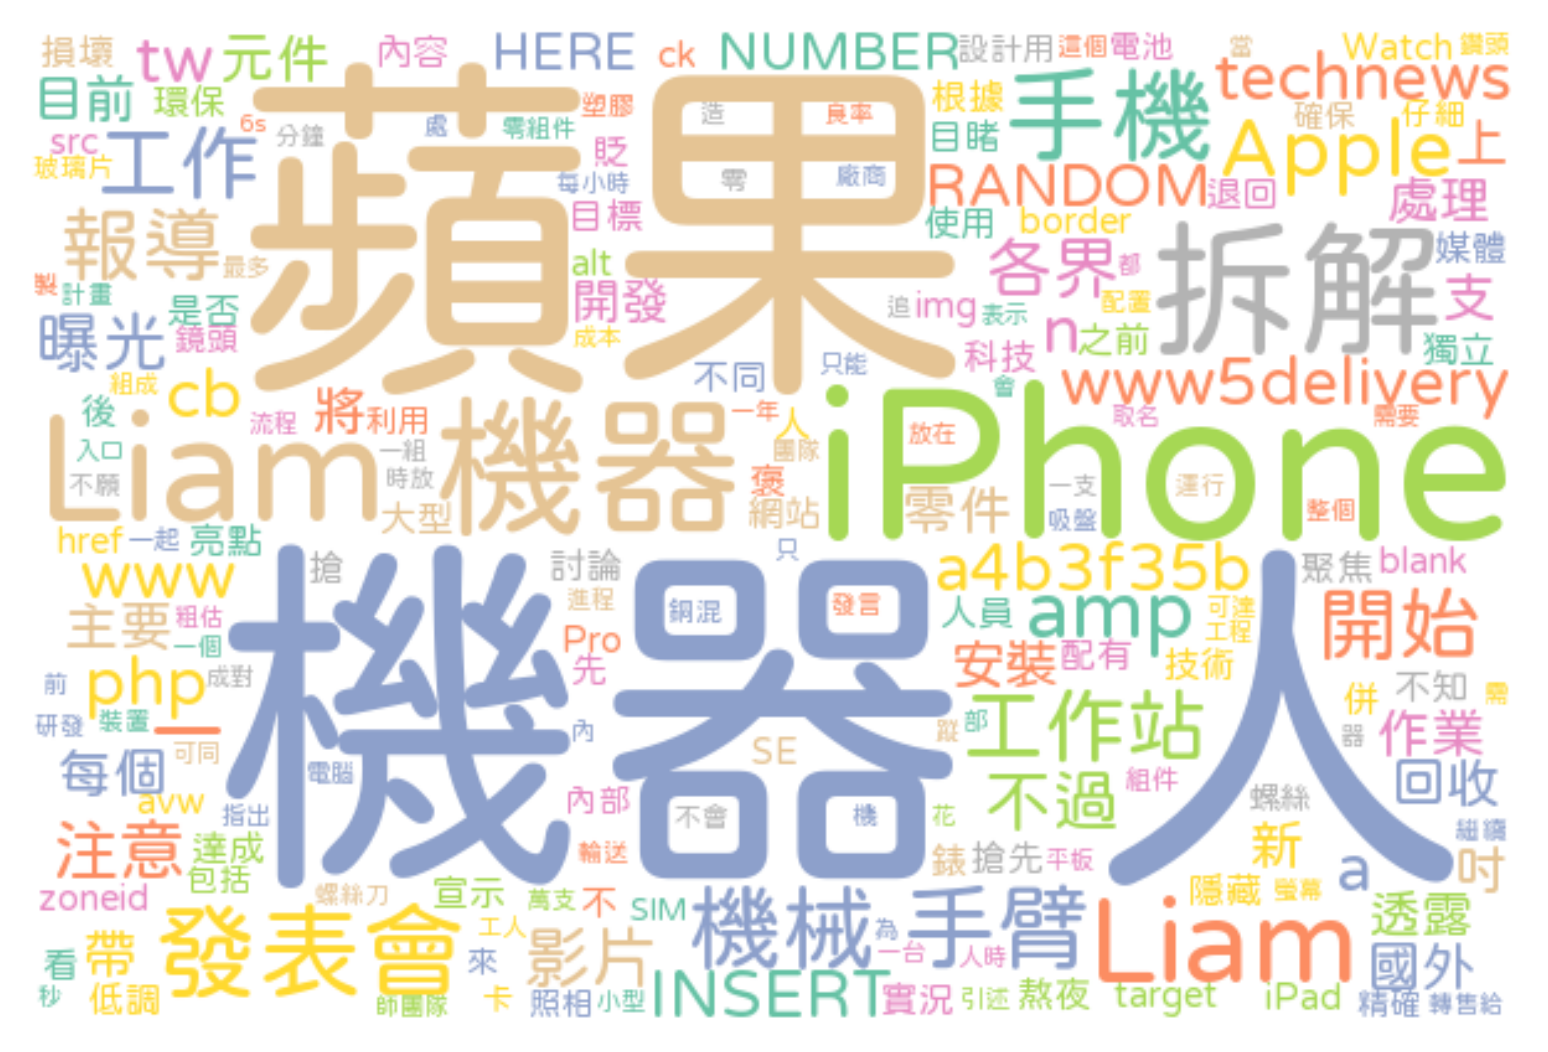 損壞 tw 元件 內容 HERE ck NUMBER 設計用 這個 電池 當 Watch 鑽頭
目前 環保 塑膠 根據 手機 technews
6s 分鐘 處 零組件 造 良率 目睹 確保 仔細
src 工作 蘋果 貶 Apple 上
玻璃片 每小時 零 廠商 RANDOM 退回 處理
報導 目標 使用 border
最多 alt 各界 都 拆解 媒體
製 計畫 是否 開發 追 img 表示 配置 支
曝光 鏡頭 成本 n 之前 獨立
組成 cb 不同 只能 科技 會 www5delivery
後 流程 將 利用 一年 人 放在 取名 需要
入口 Liam機器 一組 團隊 iPhone
不願 時放 褒 一支 運行
大型 網站 零件 吸盤 整個
href 一起 亮點 只
www 搶 討論 a4b3f35b 聚焦 blank
主要 粗估 進程 鋼混 發言 人員 amp 可達 開始
一個 機器人 Pro 工程
前 php 成對 先 安裝 配有 技術 不知 需
研發 裝置 一 內 蹤 部 工作站 併 作業
每個 可同 電腦 SE 器 回收
avw 指出 內部 不會 機 花 不過 組件 螺絲
注意 達成 輸送 錶 搶先 平板 新 繼續
包括 a 吋
zoneid 螺絲刀 宣示 萬支 不 SIM 機械手臂 隱藏 螢幕 透露
看 帶 發表會 工人 來 影片 為 一台 人時 Liam 國外
秒 低調 師團隊 卡 照相 小型 INSERT 實況 引述 熬夜 target iPad 精確 轉售給